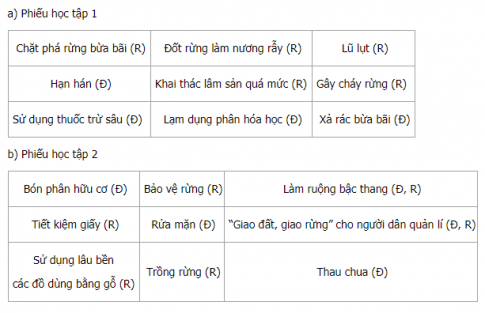 a) Phiếu học tập 1
Chặt phá rừng bừa bãi (R) Đốt rừng làm nương rẫy (R) Lũ lụt (R)
Hạn hán (Đ) Khai thác lâm sản quá mức (R) Gây cháy rừng (R)
Sử dụng thuốc trừ sâu (Đ) Lạm dụng phân hóa học (Đ) Xả rác bừa bãi (Đ)
b) Phiếu học tập 2
Bón phân hữu cơ (Đ) Bảo vệ rừng (R) Làm ruộng bậc thang (Đ, R)
Tiết kiệm giấy (R) Rửa mặn (Đ) “Giao đất, giao rừng” cho người dân quản lí (Đ, R)
Sử dụng lâu bền
các đồ dùng bằng gỗ (R) Trồng rừng (R) Thau chua (Đ)